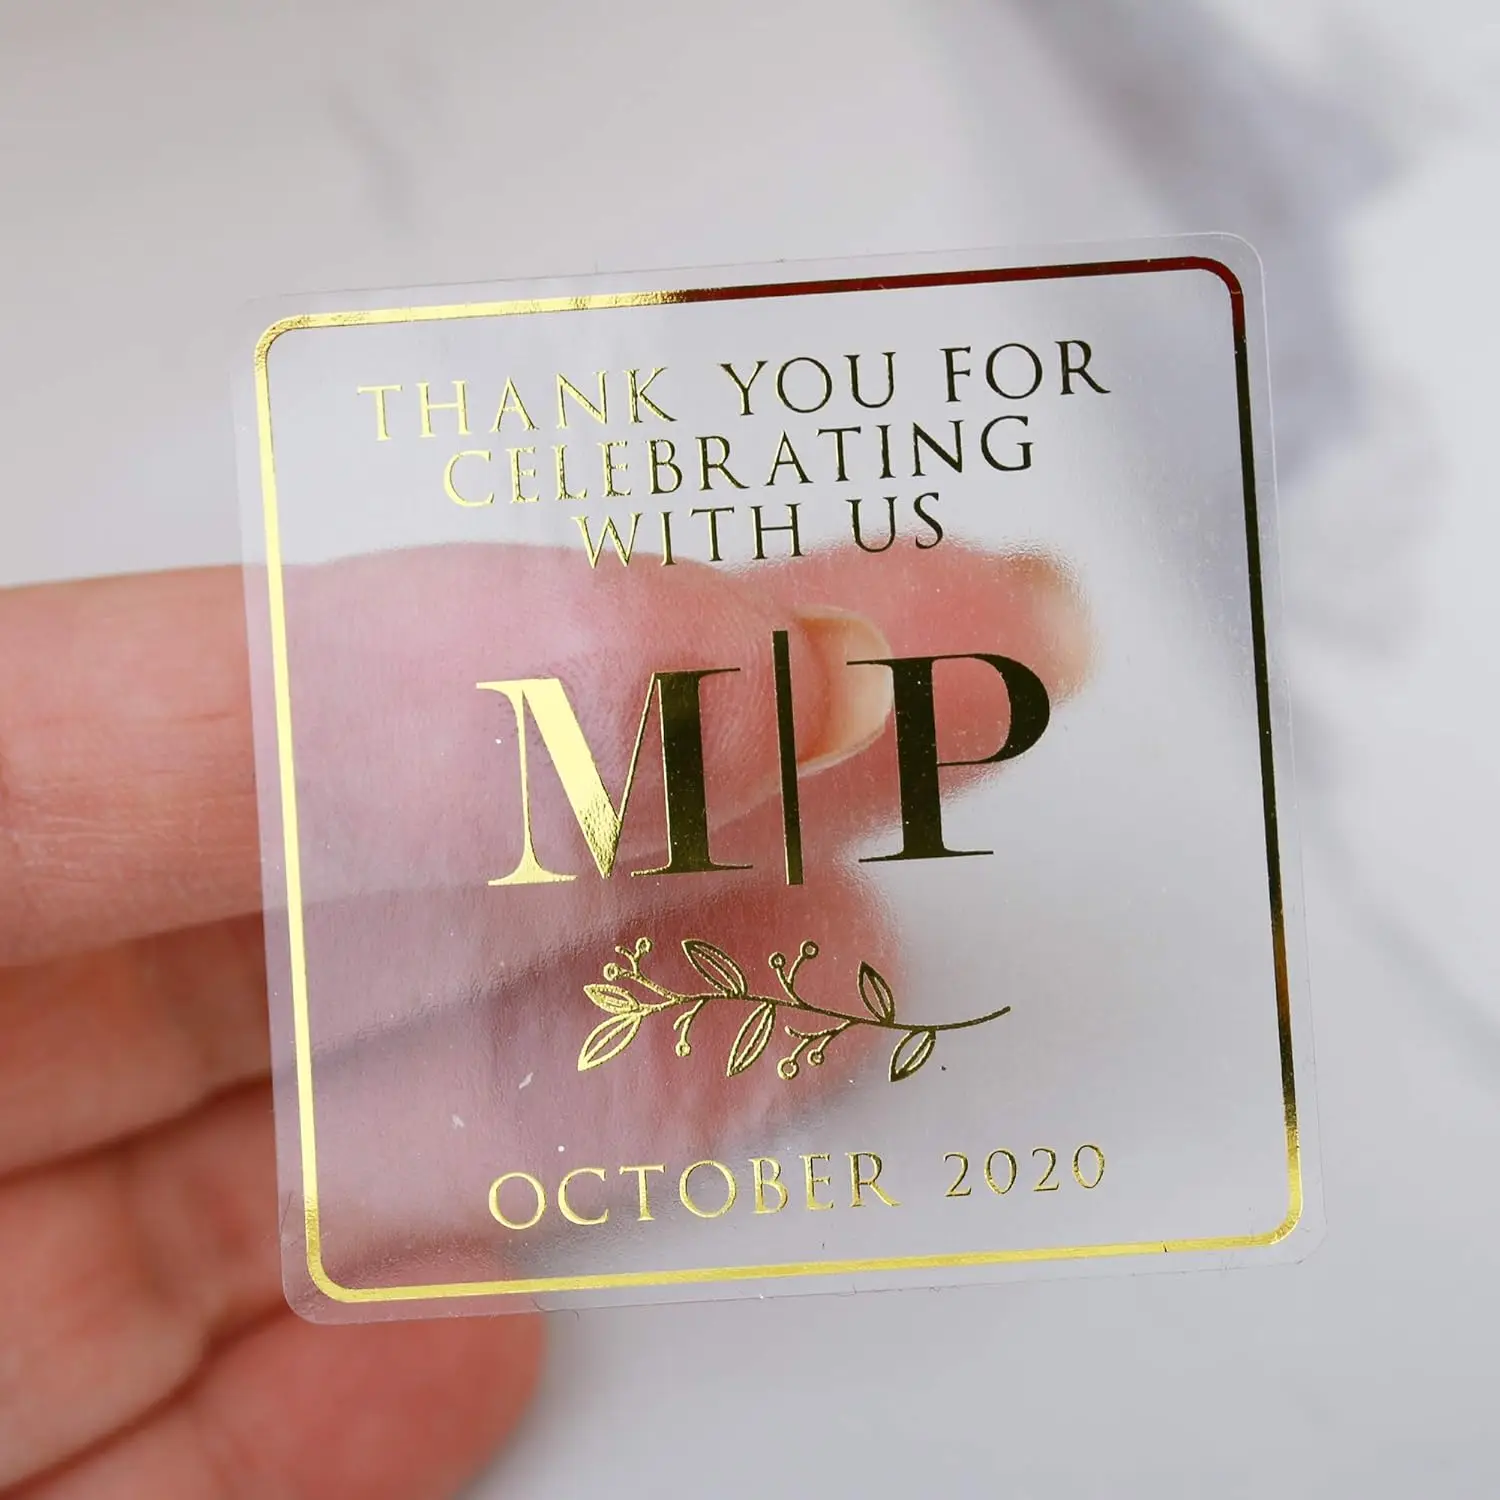 THANK YOU FOR
CELEBRATING
WITH US
M|P
OCTOBER 2020